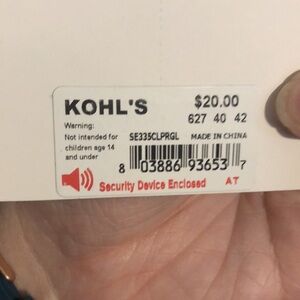 KOHL'S $20.00
627 40 42
Warning:
Not intended for SE335CLPRGL MADE IN CHINA
children age 14
and under
8 03886 93653 7
Security Device Enclosed AT